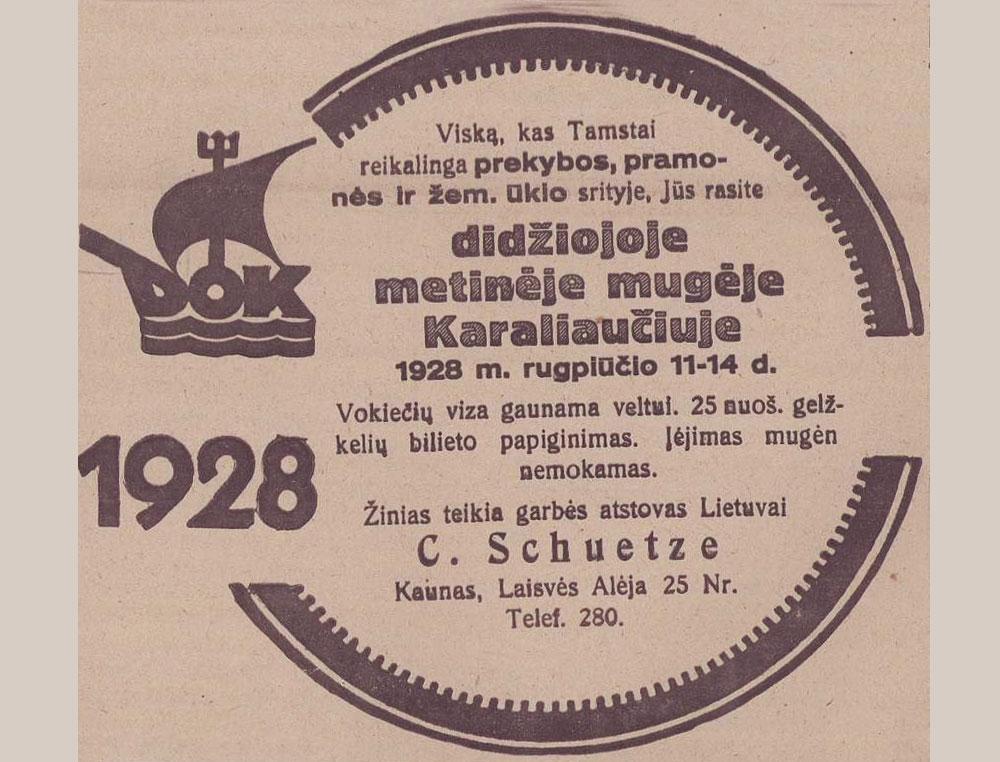 Viską, kas Tamstai
reikalinga prekybos, pramo-
nės ir žem. ūkio srityje, Jūs rasite
didžiojoje
metinėje mugėje
Karaliaučiuje
1928 m. rugpiūčio 11-14 d.
Vokiečių viza gaunama veltui. 25 nuoš. gelž-
kelių bilieto papiginimas. Įėjimas mugėn
nemokamas.
Žinias teikia garbės atstovas Lietuvai
C. Schuetze
Kaunas, Laisvės Alėja 25 Nr.
Telef. 280.
DOK
1928